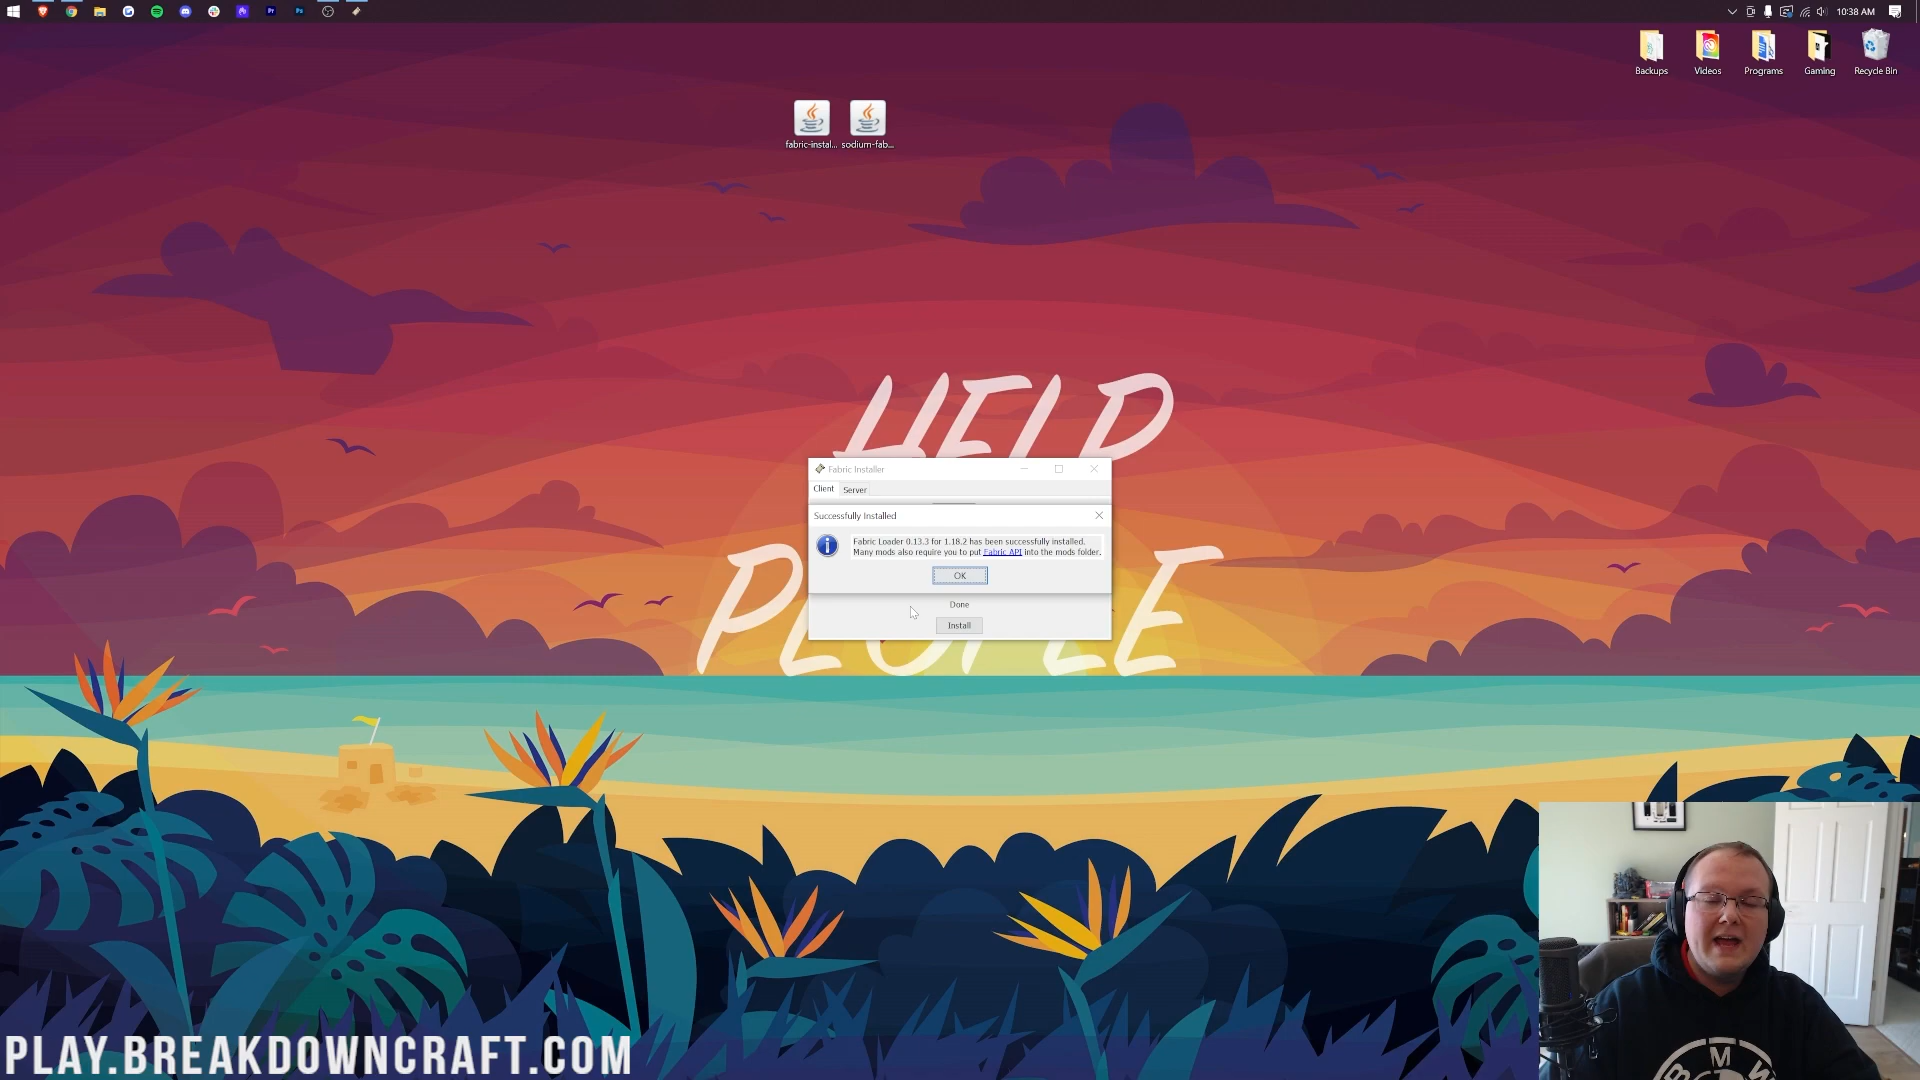 10:38 AM
Backups
Videos
Programs
Gaming
Recycle Bin
fabric-instal...
sodium-fab...
Pr
Ps
HELP
PEOPLE
Fabric Installer
Client
Server
Successfully Installed
Fabric Loader 0.13.3 for 1.18.2 has been successfully installed.
Many mods also require you to put Fabric API into the mods folder.
OK
Done
Install
PLAY.BREAKDOWNCRAFT.COM
M